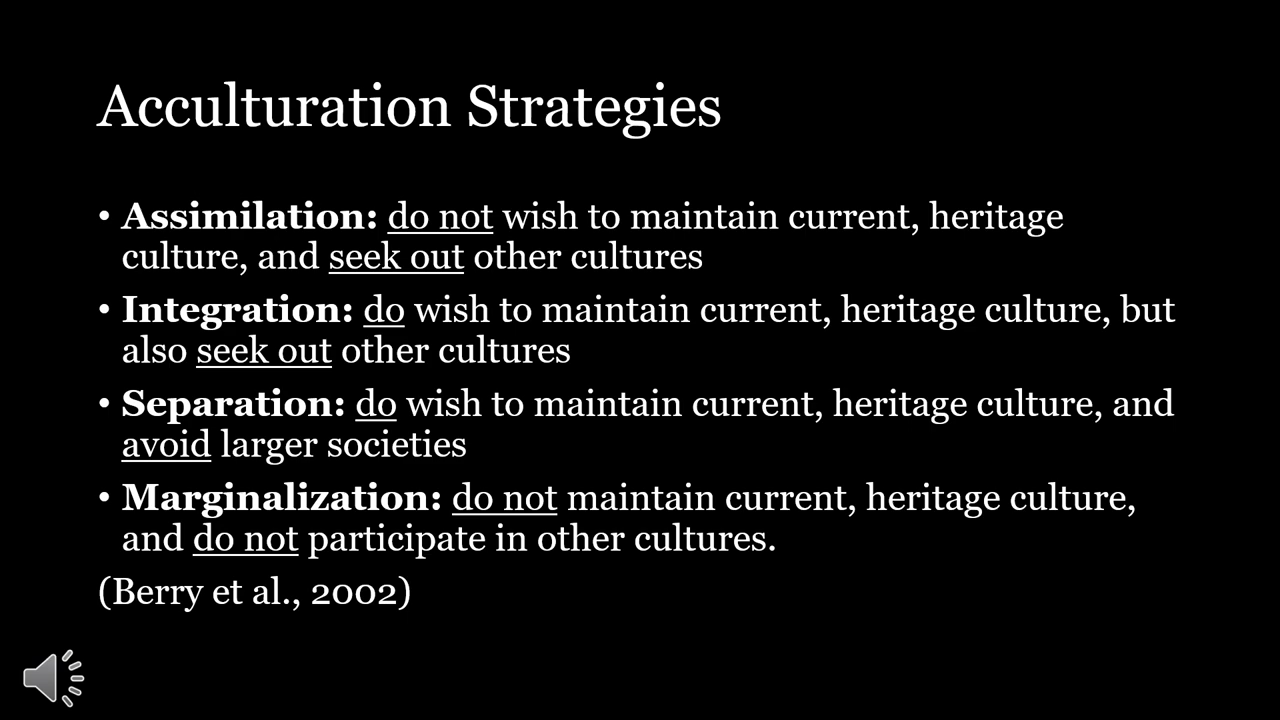 Acculturation Strategies
• Assimilation: do not wish to maintain current, heritage
culture, and seek out other cultures
• Integration: do wish to maintain current, heritage culture, but
also seek out other cultures
• Separation: do wish to maintain current, heritage culture, and
avoid larger societies
• Marginalization: do not maintain current, heritage culture,
and do not participate in other cultures.
(Berry et al., 2002)